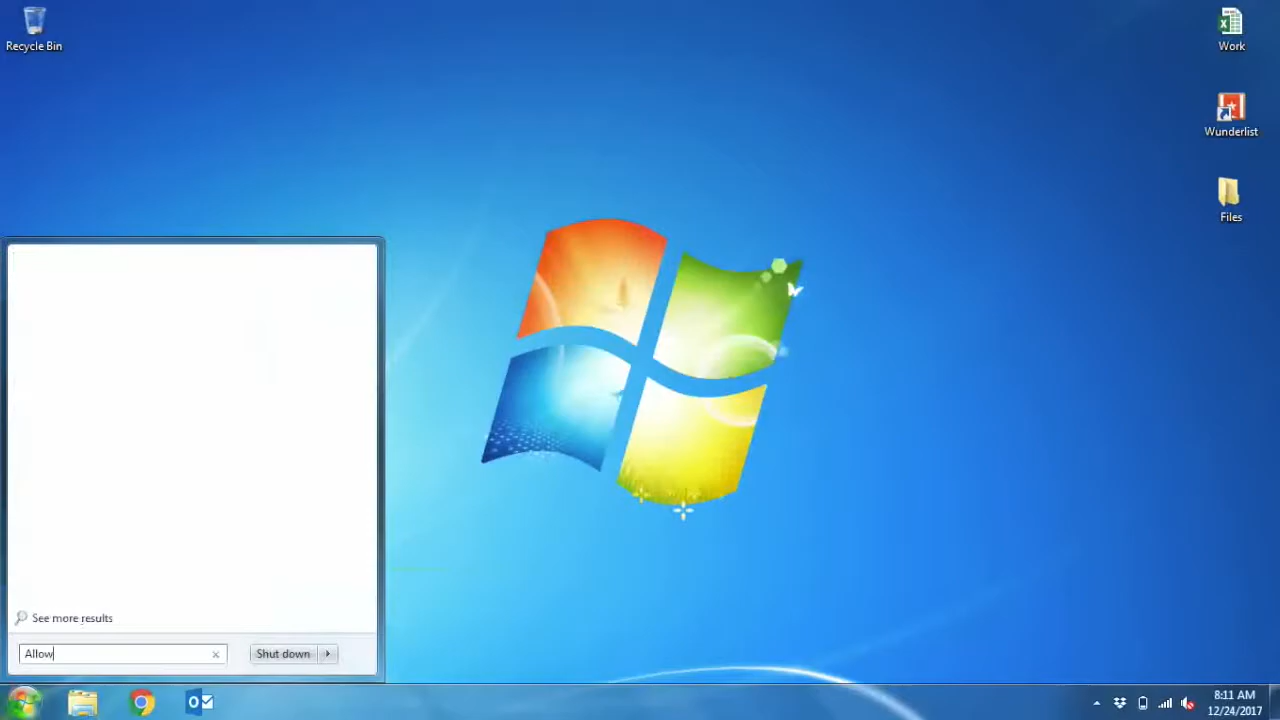 Recycle Bin
Work
Wunderlist
Files
See more results
Allow
Shut down
8:11 AM
12/24/2017